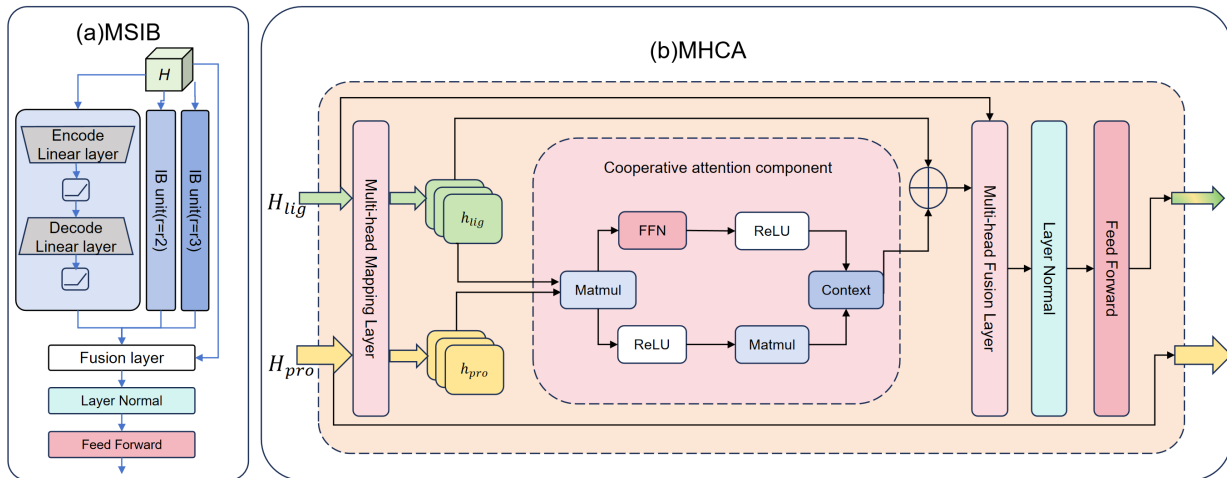 (a)MSIB
H
Encode
Linear layer
Decode
Linear layer
IB unit(r=r2)
IB unit(r=r3)
Fusion layer
Layer Normal
Feed Forward
(b)MHCA
H_lig
H_pro
Multi-head Mapping Layer
h_lig
h_pro
Cooperative attention component
Matmul
FFN
ReLU
ReLU
Matmul
Context
Multi-head Fusion Layer
Layer Normal
Feed Forward